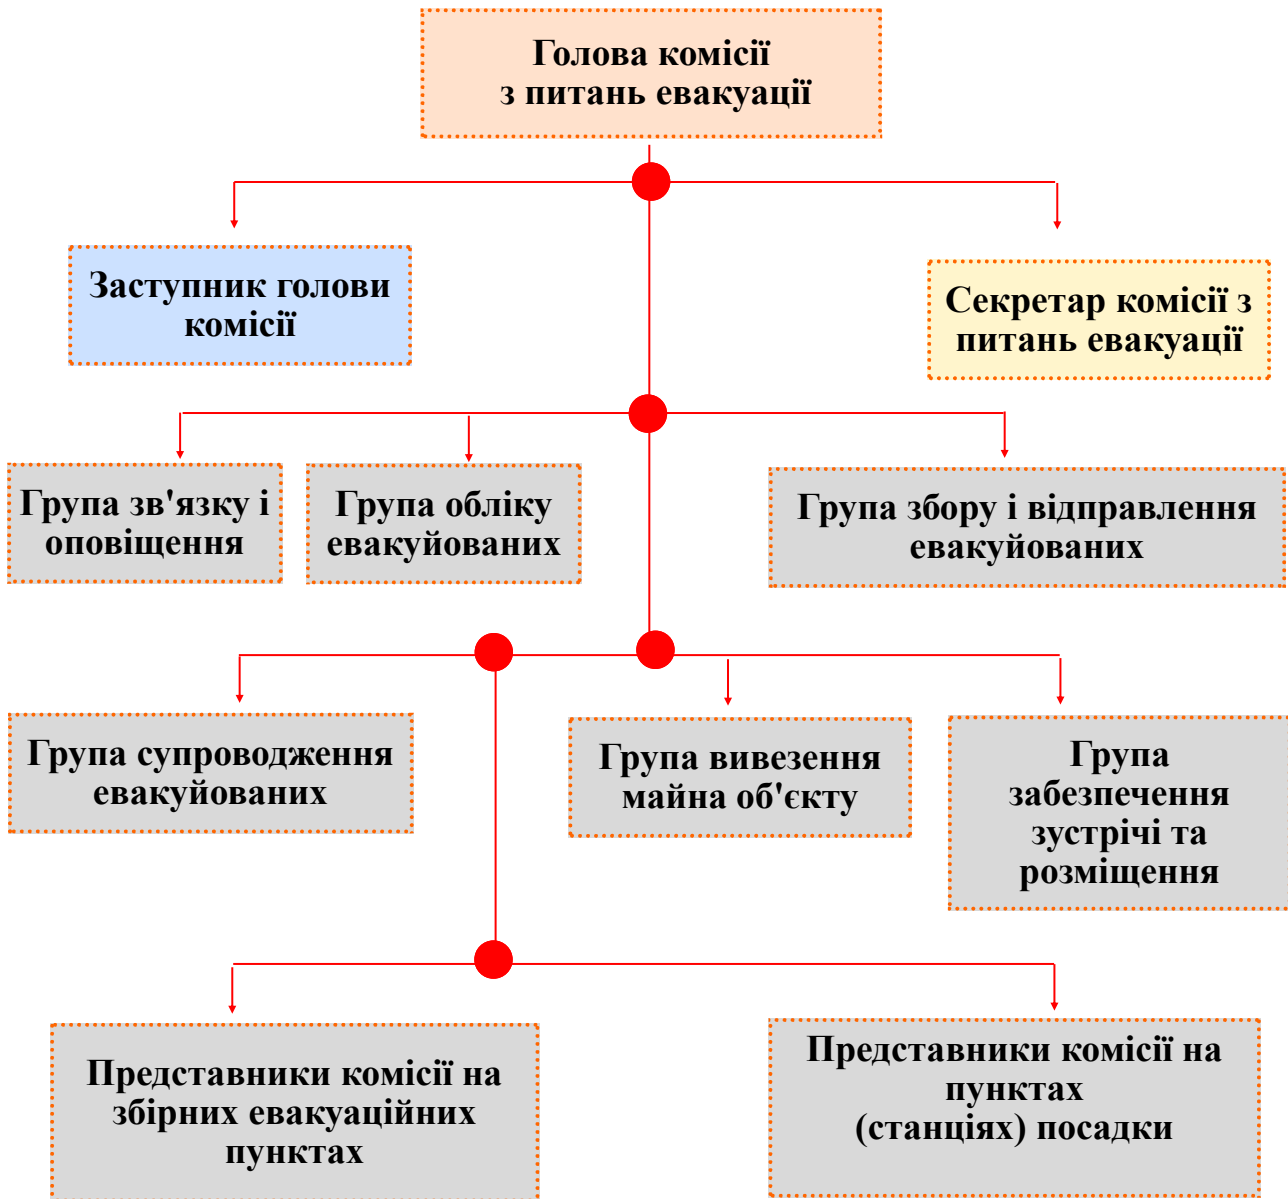 Голова комісії
з питань евакуації
Заступник голови
комісії
Секретар комісії з
питань евакуації
Група зв'язку і
оповіщення
Група обліку
евакуйованих
Група збору і відправлення
евакуйованих
Група супроводження
евакуйованих
Група вивезення
майна об'єкту
Група
забезпечення
зустрічі та
розміщення
Представники комісії на
збірних евакуаційних
пунктах
Представники комісії на
пунктах
(станціях) посадки